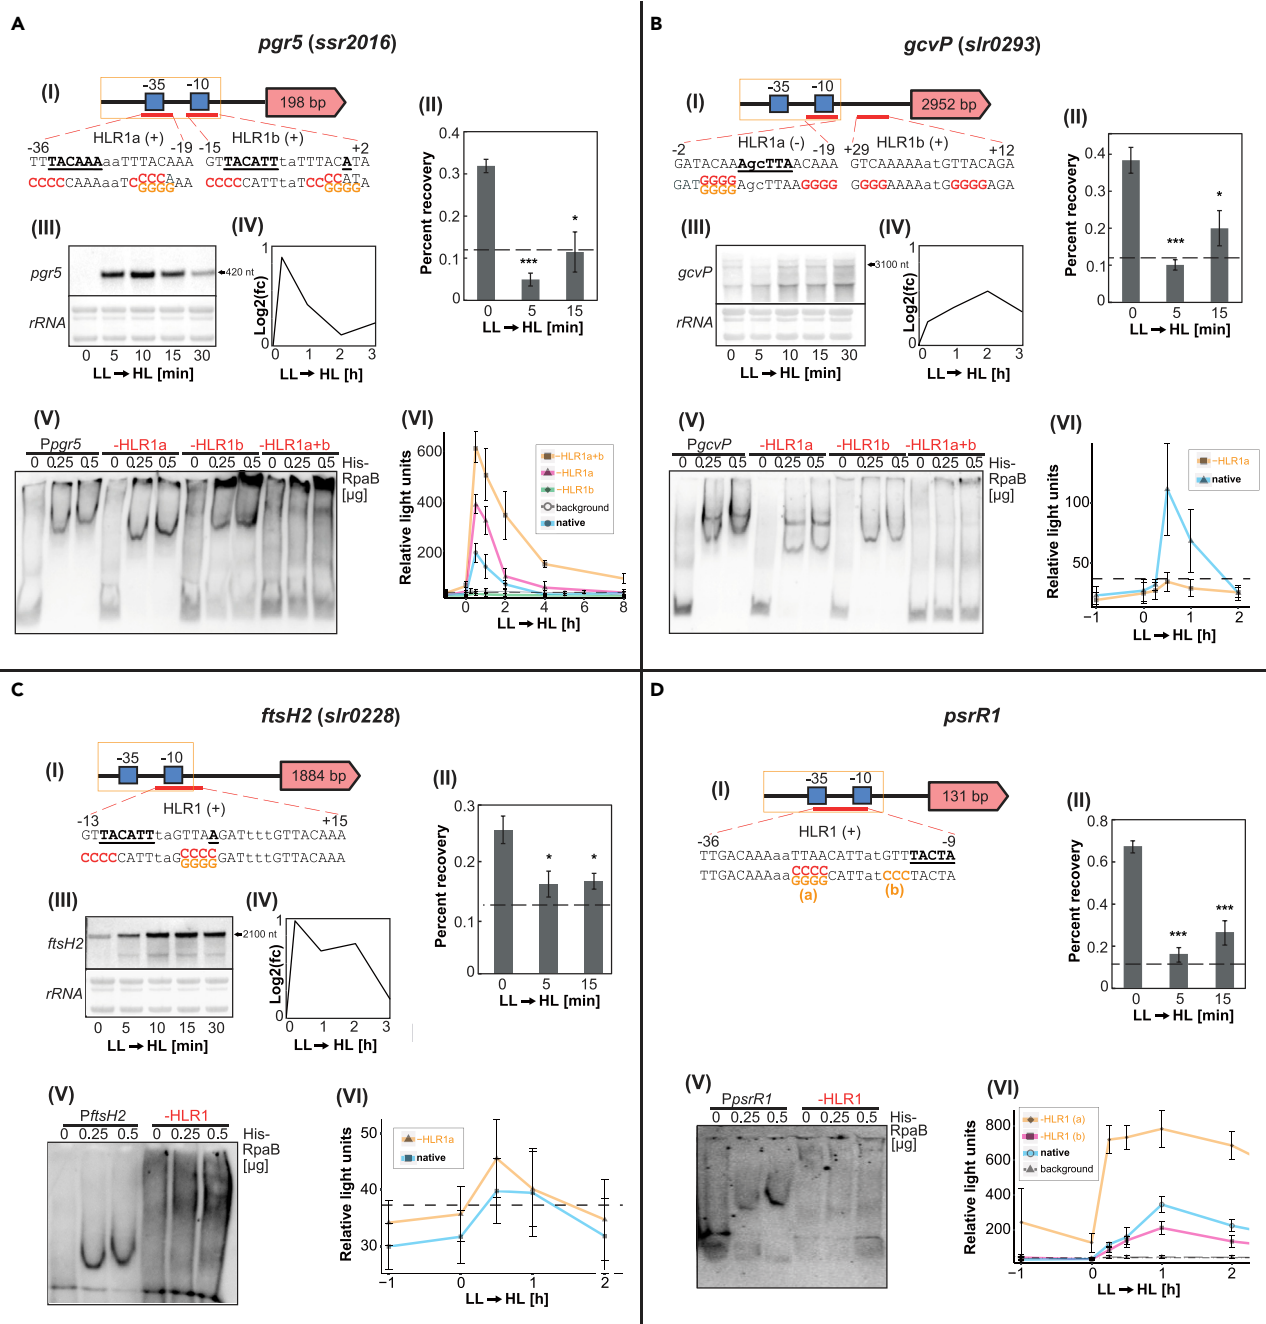 A
pgr5 (ssr2016)
(I)
-35
-10
198 bp
HLR1a (+)
HLR1b (+)
-36
-19
-15
+2
TTTACAAAaaTTTACAAA
GTTACATTtaTTTACATA
CCCCCAAAaaTCCCCAAA
GGGG
CCCCCATTtaTCCCCATA
GGGG
(II)
Percent recovery
0.4
0.3
0.2
0.1
0
***
*
0
5
15
LL→HL [min]
(III)
pgr5
420 nt
rRNA
0 5 10 15 30
LL→HL [min]
(IV)
Log2(fc)
1
0
0 1 2 3
LL→HL [h]
(V)
Ppgr5 -HLR1a -HLR1b -HLR1a+b
0 0.25 0.5 0 0.25 0.5 0 0.25 0.5 0 0.25 0.5
His-
RpaB
[µg]
(VI)
Relative light units
600
400
200
-HLR1a+b
-HLR1a
-HLR1b
background
native
0 2 4 6 8
LL→HL [h]
B
gcvP (slr0293)
(I)
-35
-10
2952 bp
HLR1a (-)
HLR1b (+)
-2
-19
+29
+12
GATACAAAgcTTAACAAA
GTCAAAAAatGTTACAGA
GATGGGGAgcTTAAGGGG
GGGG
GGGGGAAAAatGGGGGAGA
(II)
Percent recovery
0.4
0.3
0.2
0.1
0
***
*
0
5
15
LL→HL [min]
(III)
gcvP
3100 nt
rRNA
0 5 10 15 30
LL→HL [min]
(IV)
Log2(fc)
1
0
0 1 2 3
LL→HL [h]
(V)
PgcvP -HLR1a -HLR1b -HLR1a+b
0 0.25 0.5 0 0.25 0.5 0 0.25 0.5 0 0.25 0.5
His-
RpaB
[µg]
(VI)
Relative light units
100
50
-HLR1a
native
−1 0 1 2
LL→HL [h]
C
ftsH2 (slr0228)
(I)
-35
-10
1884 bp
HLR1 (+)
-13
+15
GTTACATTtaGTTAAGATtttGTTACAAA
CCCCCATTtaGCCCCGATtttGTTACAAA
GGGG
(II)
Percent recovery
0.3
0.2
0.1
0
*
*
0
5
15
LL→HL [min]
(III)
ftsH2
2100 nt
rRNA
0 5 10 15 30
LL→HL [min]
(IV)
Log2(fc)
1
0
0 1 2 3
LL→HL [h]
(V)
PftsH2 -HLR1
0 0.25 0.5 0 0.25 0.5
His-
RpaB
[µg]
(VI)
Relative light units
50
40
30
-HLR1a
native
−1 0 1 2
LL→HL [h]
D
psrR1
(I)
-35
-10
131 bp
HLR1 (+)
-36
-9
TTGACAAaaTTAACATTatGTTTACTA
TTGACAAaaCCCCCATTatCCCTACTA
GGGG
(a)
(b)
(II)
Percent recovery
0.8
0.6
0.4
0.2
0
***
***
0
5
15
LL→HL [min]
(V)
PpsrR1 -HLR1
0 0.25 0.5 0 0.25 0.5
His-
RpaB
[µg]
(VI)
Relative light units
800
600
400
200
-HLR1 (a)
-HLR1 (b)
native
background
−1 0 1 2
LL→HL [h]